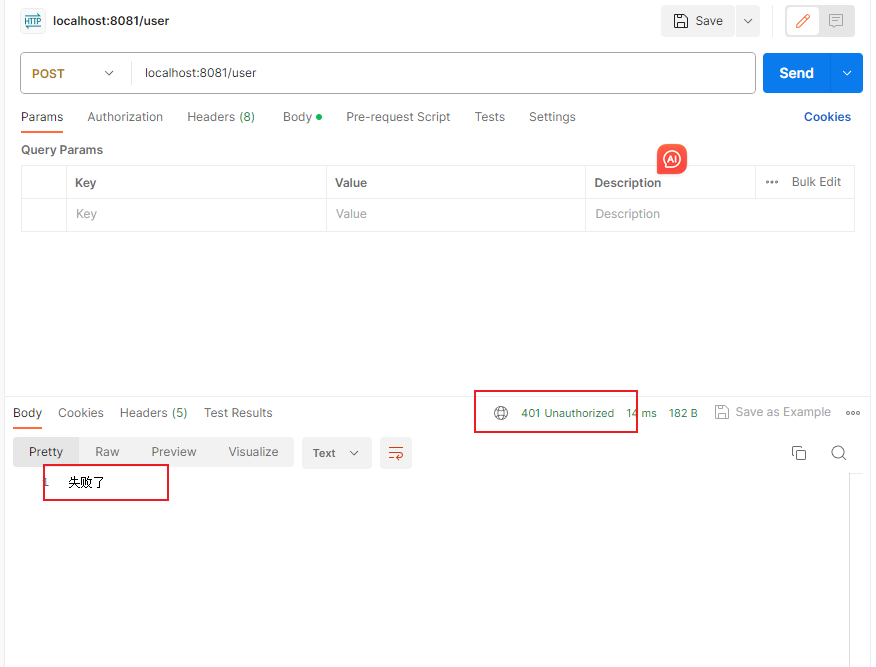 HTTP localhost:8081/user Save
POST localhost:8081/user Send
Params Authorization Headers (8) Body Pre-request Script Tests Settings Cookies
Query Params
AI
Key Value Description ••• Bulk Edit
Key Value Description
Body Cookies Headers (5) Test Results 401 Unauthorized 14 ms 182 B Save as Example
Pretty Raw Preview Visualize Text
1 失败了